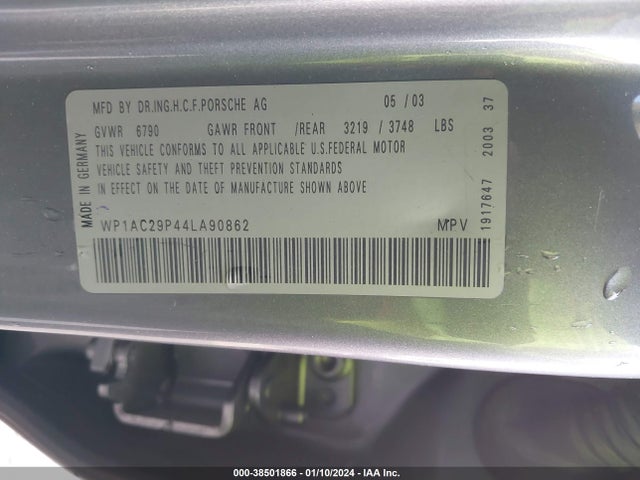 MFD BY DR.ING.H.C.F.PORSCHE AG 05 / 03
GVWR 6790 GAWR FRONT /REAR 3219 / 3748 LBS
THIS VEHICLE CONFORMS TO ALL APPLICABLE U.S.FEDERAL MOTOR
VEHICLE SAFETY AND THEFT PREVENTION STANDARDS
IN EFFECT ON THE DATE OF MANUFACTURE SHOWN ABOVE
WP1AC29P44LA90862 MPV
MADE IN GERMANY
1917647 2003 37
000-38501866 - 01/10/2024 - IAA Inc.